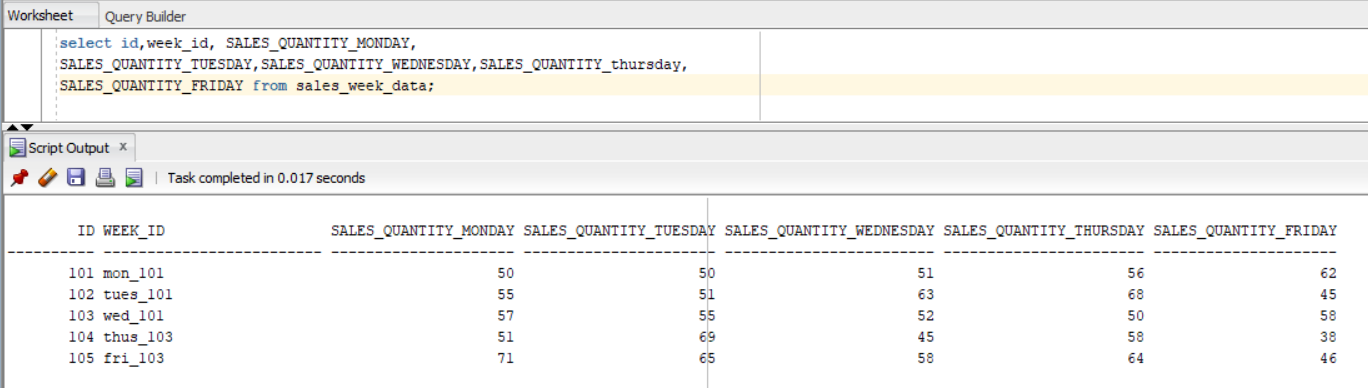 Worksheet Query Builder
select id,week_id, SALES_QUANTITY_MONDAY,
SALES_QUANTITY_TUESDAY,SALES_QUANTITY_WEDNESDAY,SALES_QUANTITY_thursday,
SALES_QUANTITY_FRIDAY from sales_week_data;
Script Output x
Task completed in 0.017 seconds
ID WEEK_ID SALES_QUANTITY_MONDAY SALES_QUANTITY_TUESDAY SALES_QUANTITY_WEDNESDAY SALES_QUANTITY_THURSDAY SALES_QUANTITY_FRIDAY
101 mon_101 50 50 51 56 62
102 tues_101 55 51 63 68 45
103 wed_101 57 55 52 50 58
104 thus_103 51 69 45 58 38
105 fri_103 71 65 58 64 46